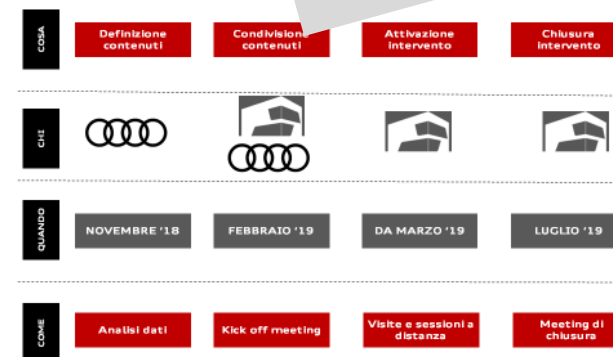 COSA
Definizione
contenuti
Condivisione
contenuti
Attivazione
intervento
Chiusura
intervento
CHI
QUANDO
NOVEMBRE '18
FEBBRAIO '19
DA MARZO '19
LUGLIO '19
COME
Analisi dati
Kick off meeting
Visite e sessioni a
distanza
Meeting di
chiusura